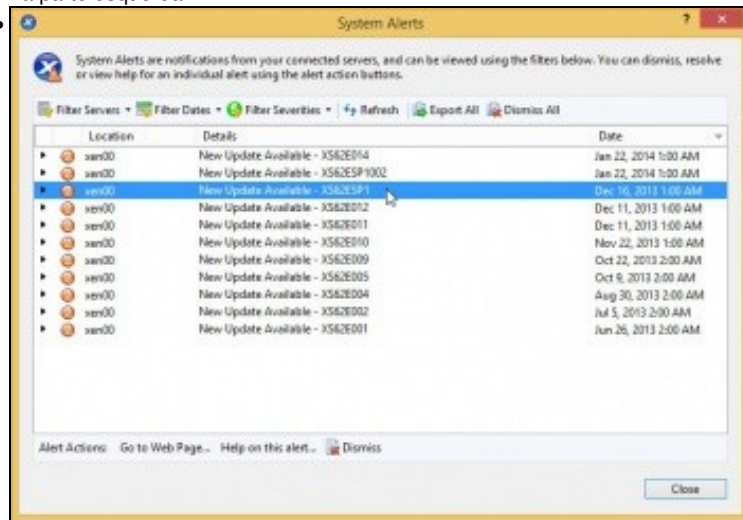 System Alerts
System Alerts are notifications from your connected servers, and can be viewed using the filters below. You can dismiss, resolve
or view help for an individual alert using the alert action buttons.
Filter Servers Filter Dates Filter Severities Refresh Export All Dismiss All
Location Details Date
xen00 New Update Available - XS62E014 Jan 22, 2014 1:00 AM
xen00 New Update Available - XS62ESP1002 Jan 22, 2014 1:00 AM
xen00 New Update Available - XS62ESP1 Dec 16, 2013 1:00 AM
xen00 New Update Available - XS62E012 Dec 11, 2013 1:00 AM
xen00 New Update Available - XS62E011 Dec 11, 2013 1:00 AM
xen00 New Update Available - XS62E010 Nov 22, 2013 1:00 AM
xen00 New Update Available - XS62E009 Oct 22, 2013 2:00 AM
xen00 New Update Available - XS62E005 Oct 9, 2013 2:00 AM
xen00 New Update Available - XS62E004 Aug 30, 2013 2:00 AM
xen00 New Update Available - XS62E002 Jul 5, 2013 2:00 AM
xen00 New Update Available - XS62E001 Jun 26, 2013 2:00 AM
Alert Actions: Go to Web Page... Help on this alert... Dismiss
Close